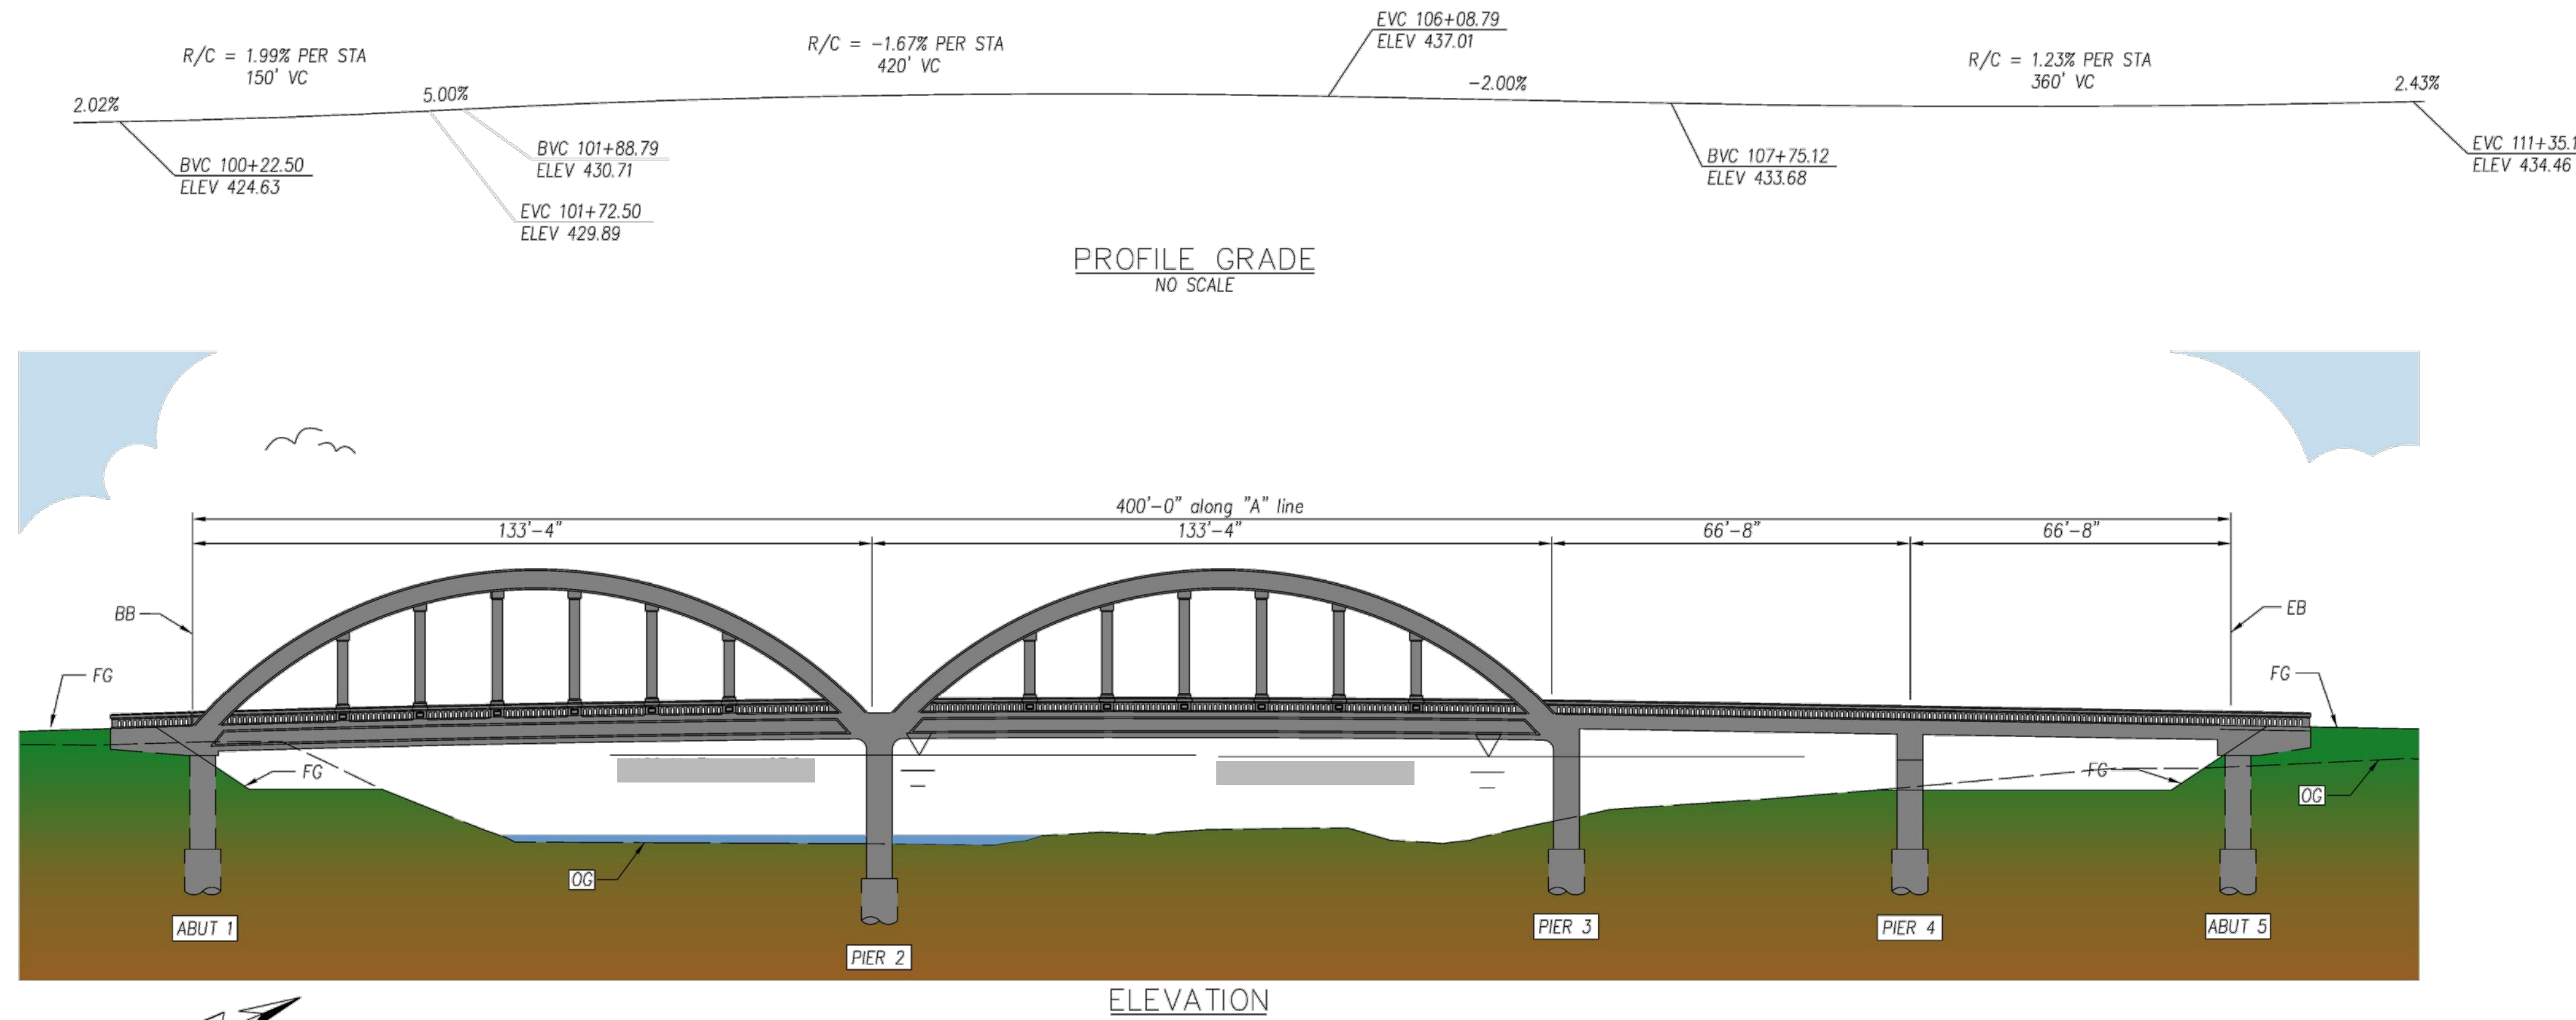 EVC 106+08.79
ELEV 437.01
R/C = 1.99% PER STA
150' VC
R/C = -1.67% PER STA
420' VC
R/C = 1.23% PER STA
360' VC
2.02%
5.00%
-2.00%
2.43%
BVC 100+22.50
ELEV 424.63
BVC 101+88.79
ELEV 430.71
EVC 101+72.50
ELEV 429.89
BVC 107+75.12
ELEV 433.68
EVC 111+35.1
ELEV 434.46
PROFILE GRADE
NO SCALE
400'-0" along "A" line
133'-4"
133'-4"
66'-8"
66'-8"
BB
EB
FG
FG
FG
FG
OG
OG
ABUT 1
PIER 2
PIER 3
PIER 4
ABUT 5
ELEVATION